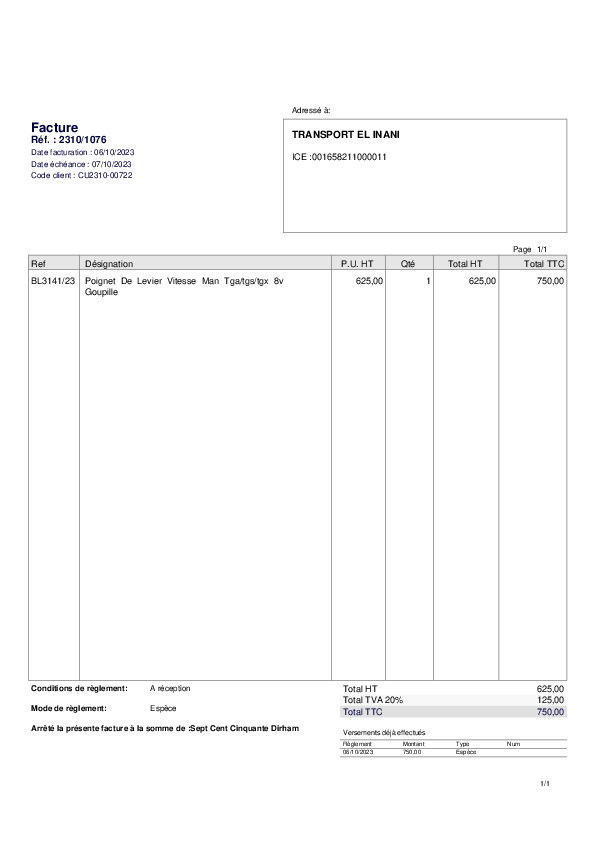 Adressé à:
Facture
Réf. : 2310/1076
Date facturation : 06/10/2023
Date échéance : 07/10/2023
Code client : CU2310-00722
TRANSPORT EL INANI
ICE :001658211000011
Page 1/1
Ref Désignation P.U. HT Qté Total HT Total TTC
BL3141/23 Poignet De Levier Vitesse Man Tga/tgs/tgx 8v 625,00 1 625,00 750,00
Goupille
Conditions de règlement: A réception
Mode de règlement: Espèce
Arrêté la présente facture à la somme de :Sept Cent Cinquante Dirham
Total HT 625,00
Total TVA 20% 125,00
Total TTC 750,00
Versements déjà effectués
Règlement Montant Type Num
06/10/2023 750,00 Espèce
1/1